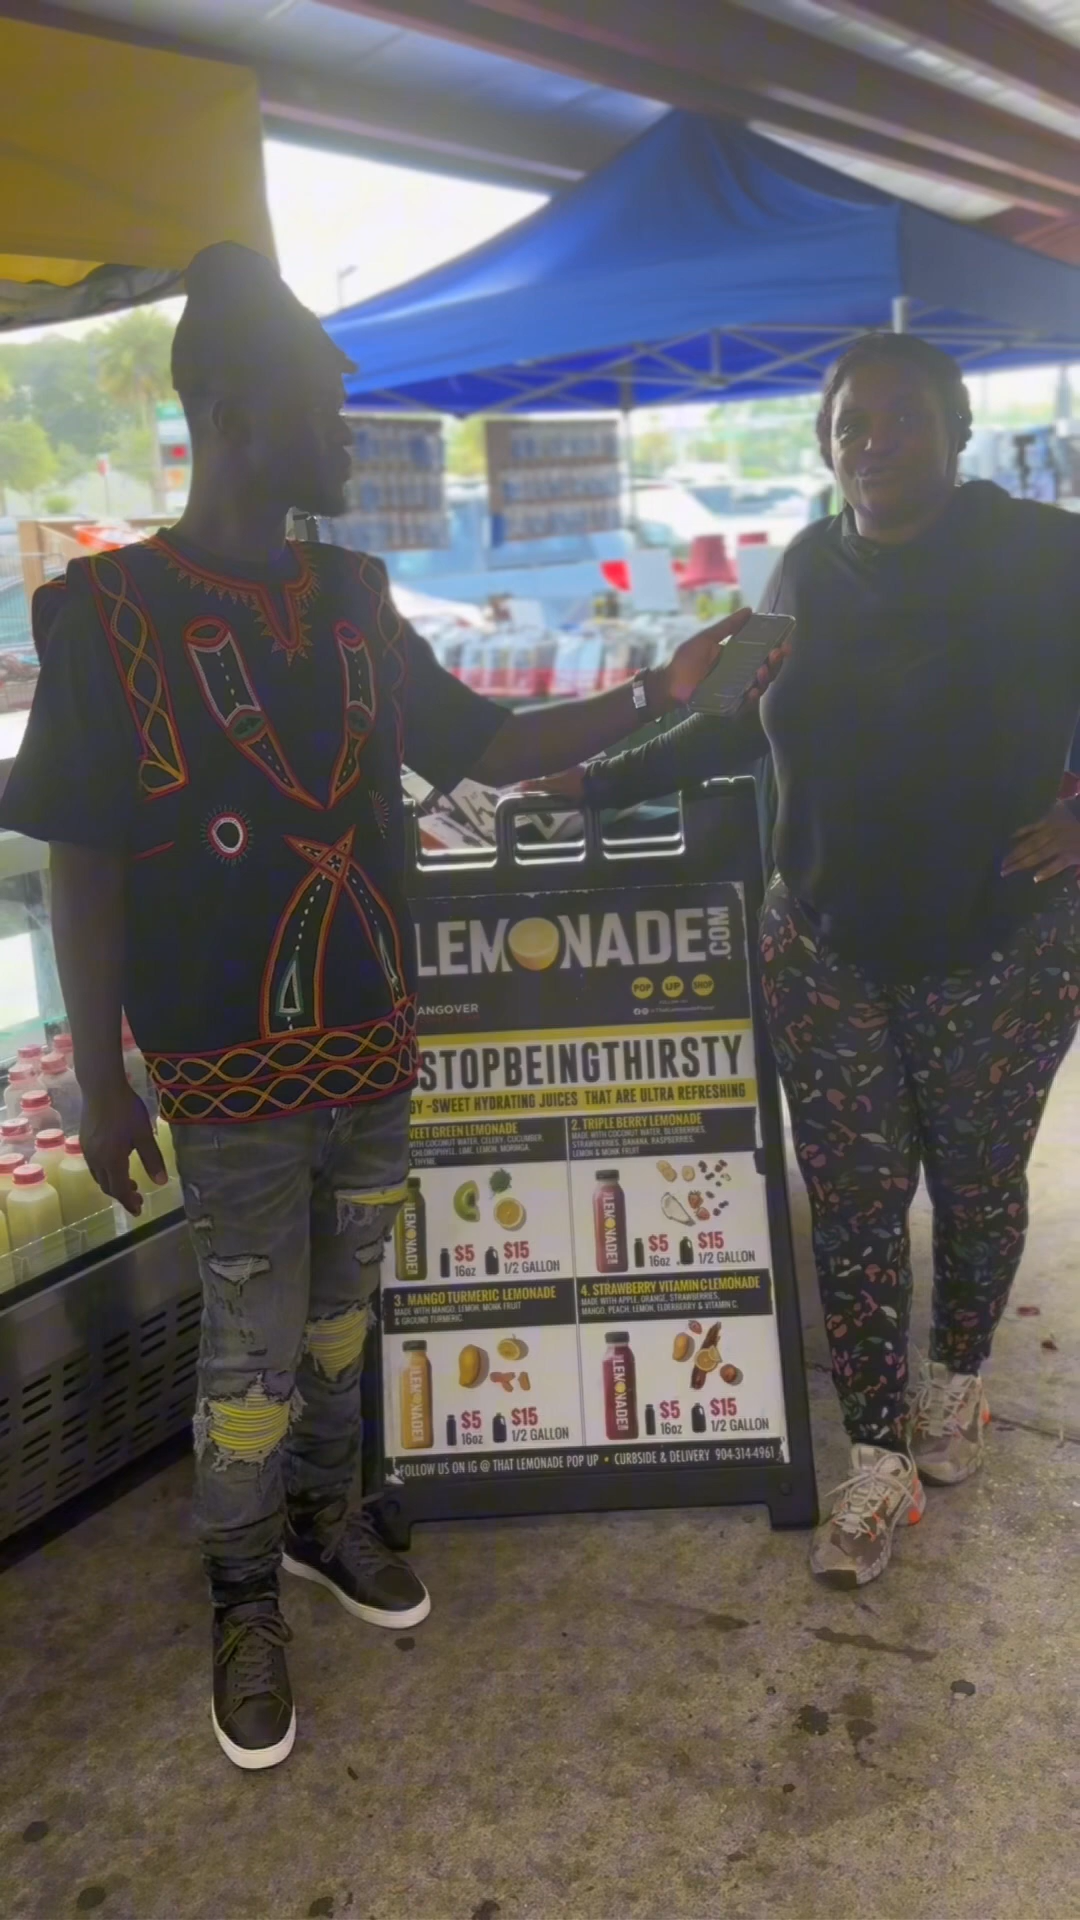 LEMONADE
.COM
POP UP SHOP
ANGOVER
STOPBEINGTHIRSTY
GY -SWEET HYDRATING JUICES THAT ARE ULTRA REFRESHING
WEET GREEN LEMONADE
WITH COCONUT WATER, CELERY, CUCUMBER,
CHLOROPHYLL, LIME, LEMON, MORINGA,
& THYME
2. TRIPLE BERRY LEMONADE
MADE WITH COCONUT WATER, BLUEBERRIES,
STRAWBERRIES, BANANA, RASPBERRIES,
LEMON & MONK FRUIT
LEMONADE
$5
16oz
$15
1/2 GALLON
LEMONADE
$5
16oz
$15
1/2 GALLON
3. MANGO TURMERIC LEMONADE
MADE WITH MANGO, LEMON, MONK FRUIT
& GROUND TURMERIC
4. STRAWBERRY VITAMIN C LEMONADE
MADE WITH APPLE, ORANGE, STRAWBERRIES,
MANGO, PEACH, LEMON, ELDERBERRY & VITAMIN C.
LEMONADE
$5
16oz
$15
1/2 GALLON
LEMONADE
$5
16oz
$15
1/2 GALLON
FOLLOW US ON IG @ THAT LEMONADE POP UP • CURBSIDE & DELIVERY 904-314-4961